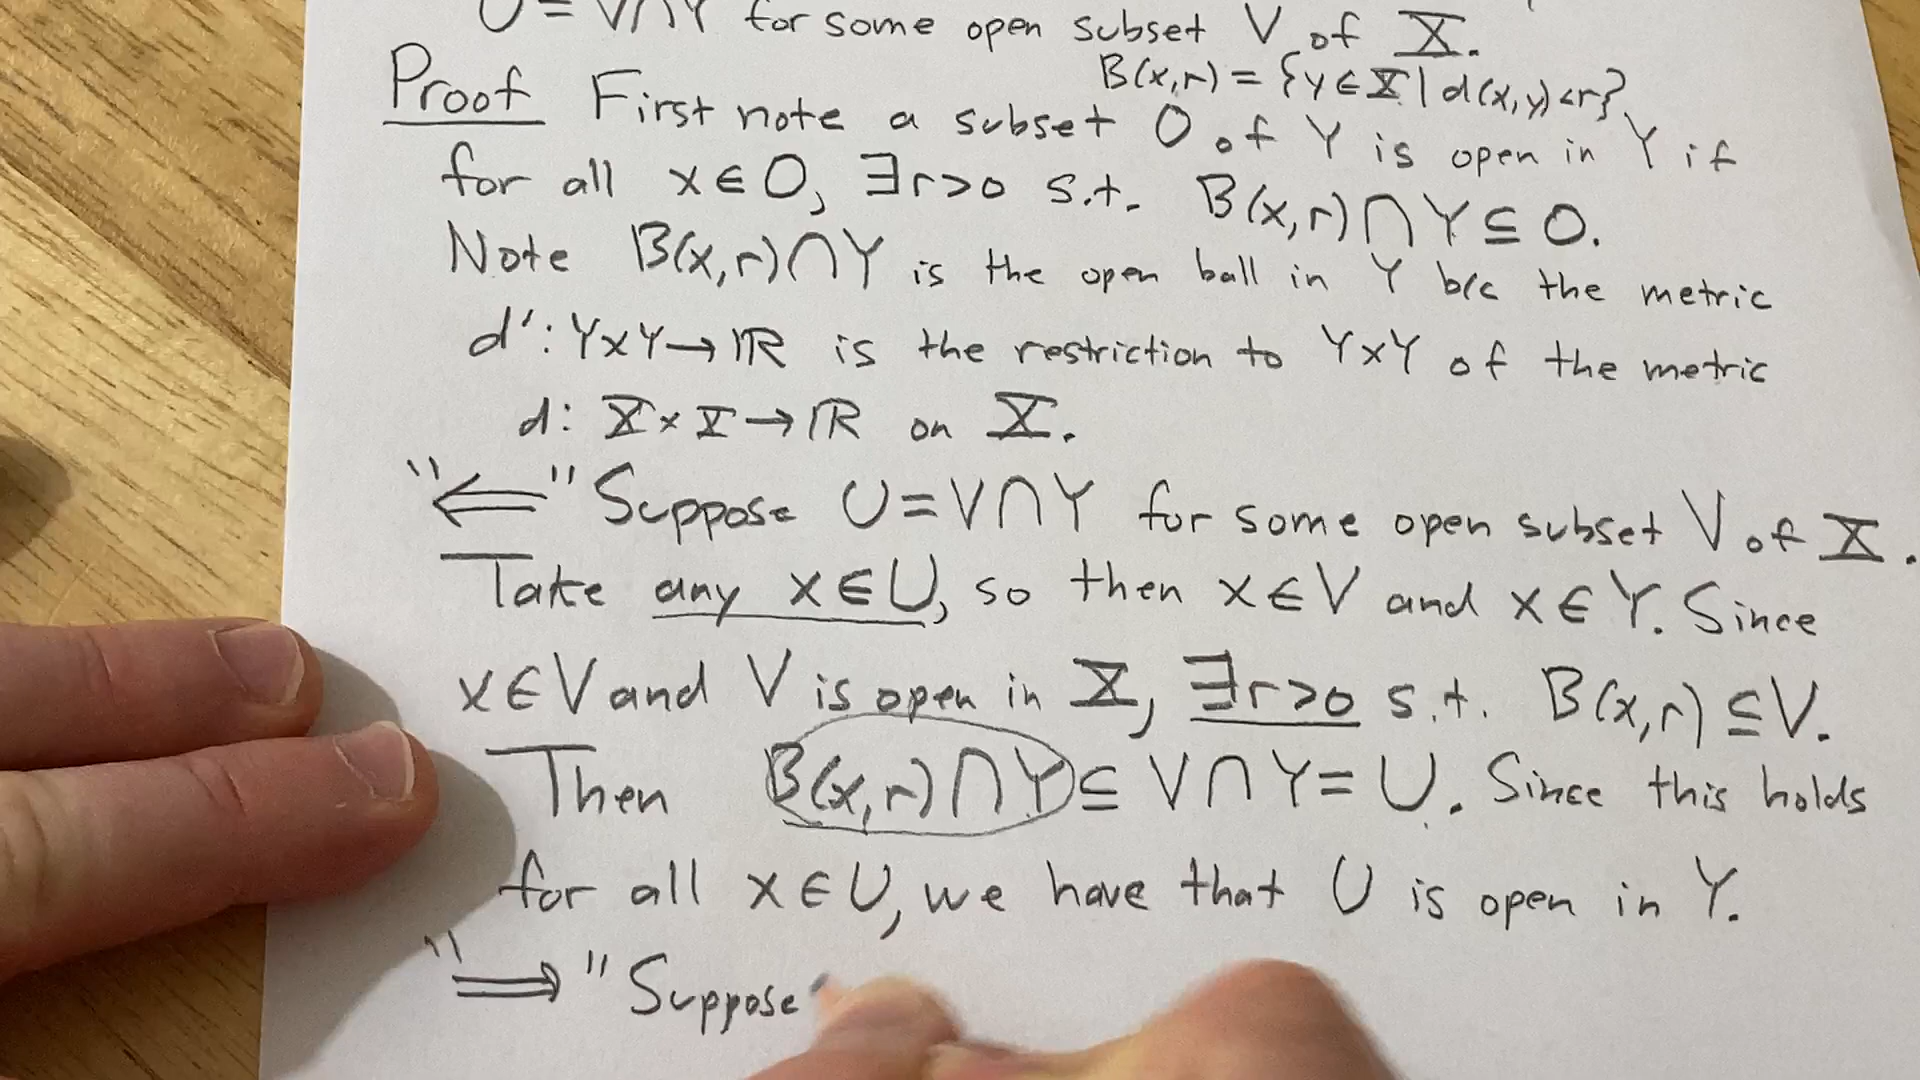 U = V∩Y for some open subset V of X.
B(x,r) = {y ∈ X | d(x,y) < r}
Proof First note a subset O of Y is open in Y if
for all x ∈ O, ∃r>0 s.t. B(x,r) ∩ Y ⊆ O.
Note B(x,r) ∩ Y is the open ball in Y b/c the metric
d': Y×Y → ℝ is the restriction to Y×Y of the metric
d: X × X → ℝ on X.
"⟸" Suppose U = V∩Y for some open subset V of X.
Take any x ∈ U, so then x ∈ V and x ∈ Y. Since
x ∈ V and V is open in X, ∃r>0 s.t. B(x,r) ⊆ V.
Then B(x,r) ∩ Y ⊆ V ∩ Y = U. Since this holds
for all x ∈ U, we have that U is open in Y.
"⟹" Suppose